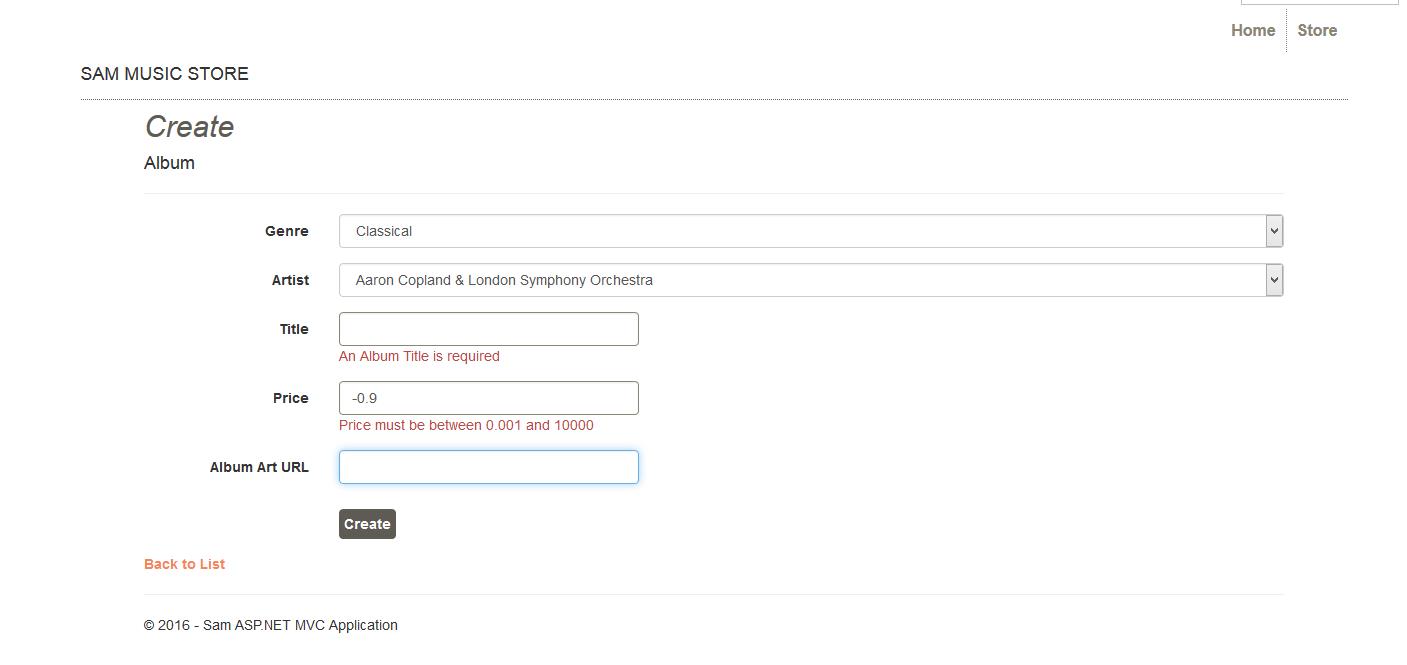 Home Store
SAM MUSIC STORE
Create
Album
Genre Classical
Artist Aaron Copland & London Symphony Orchestra
Title
An Album Title is required
Price -0.9
Price must be between 0.001 and 10000
Album Art URL
Create
Back to List
© 2016 - Sam ASP.NET MVC Application